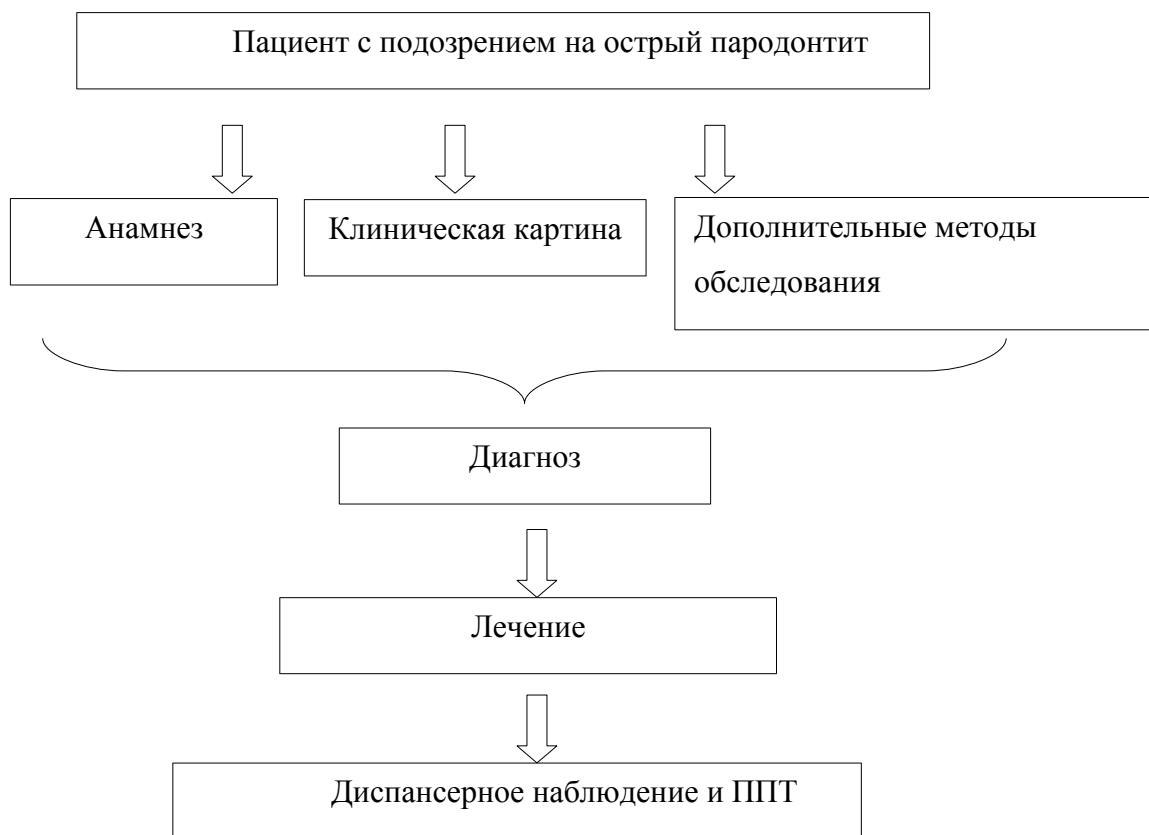 Пациент с подозрением на острый пародонтит
Анамнез
Клиническая картина
Дополнительные методы
обследования
Диагноз
Лечение
Диспансерное наблюдение и ППТ